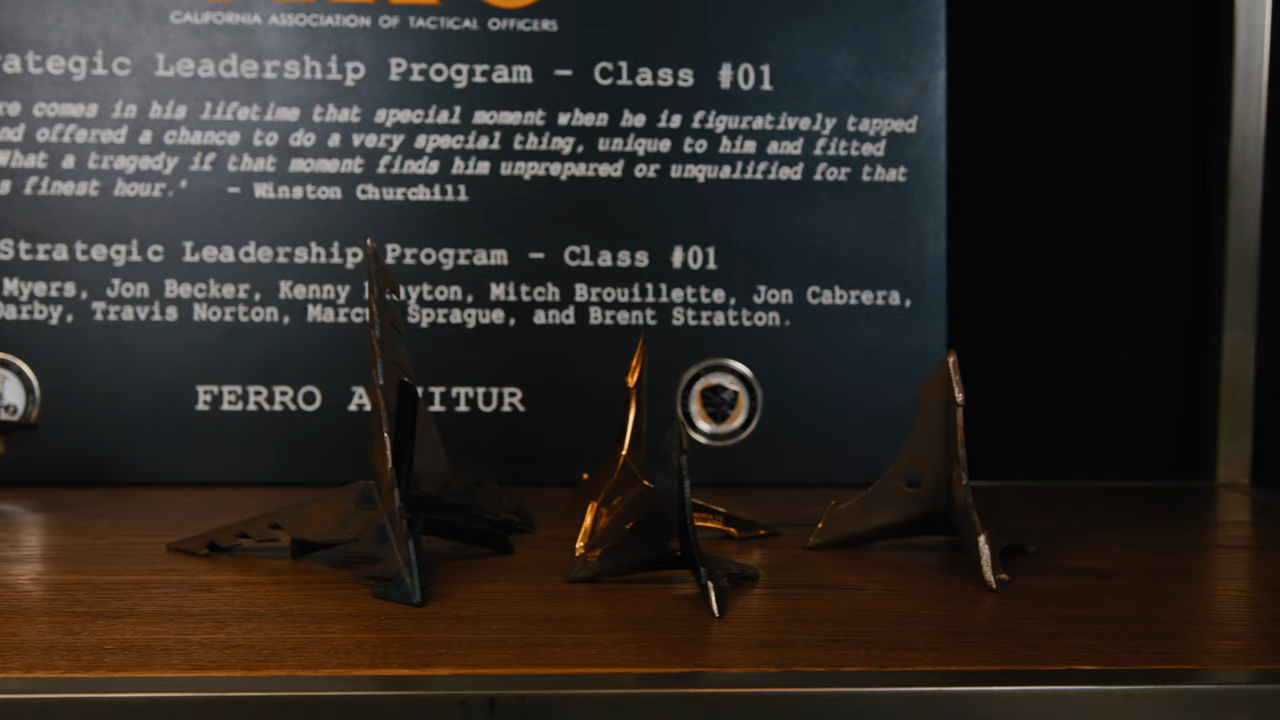 CALIFORNIA ASSOCIATION OF TACTICAL OFFICERS
rategic Leadership Program – Class #01
re comes in his lifetime that special moment when he is figuratively tapped
nd offered a chance to do a very special thing, unique to him and fitted
What a tragedy if that moment finds him unprepared or unqualified for that
s finest hour." – Winston Churchill
Strategic Leadership Program – Class #01
Myers, Jon Becker, Kenny yton, Mitch Brouillette, Jon Cabrera,
Darby, Travis Norton, Marcu Sprague, and Brent Stratton.
FERRO A ITUR